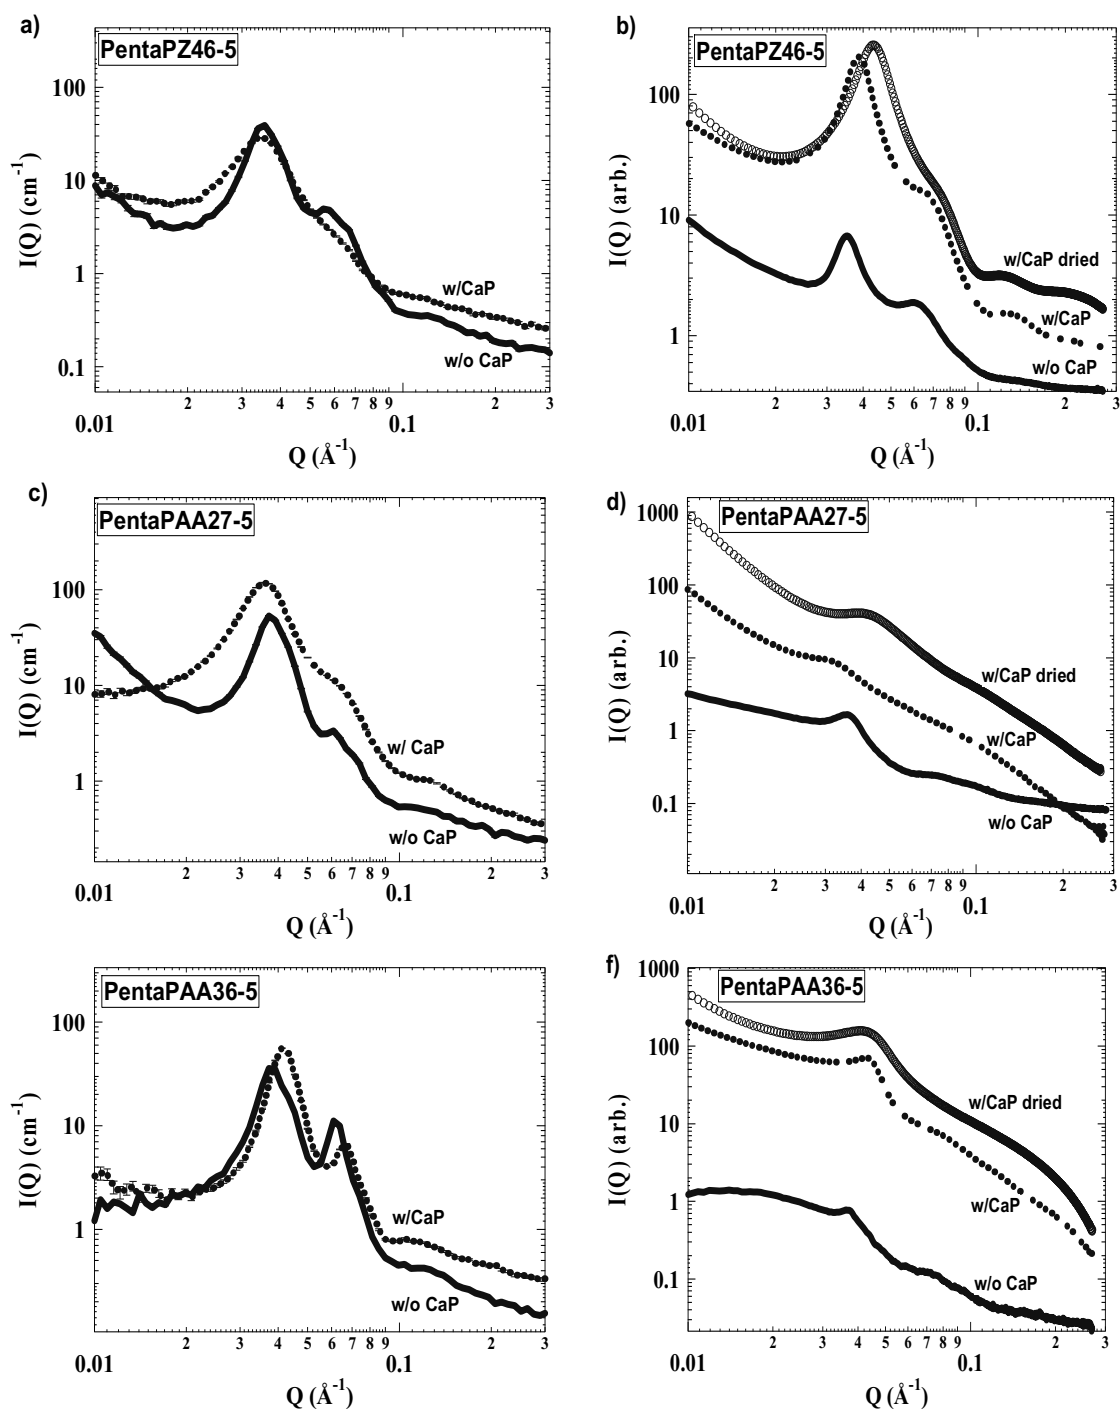 a)
PentaPZ46-5
100
10
1
0.1
I(Q) (cm⁻¹)
w/CaP
w/o CaP
2 3 4 5 6 7 8 9 3
0.01 0.1
Q (Å⁻¹)
b)
PentaPZ46-5
100
10
1
I(Q) (arb.)
w/CaP dried
w/CaP
w/o CaP
2 3 4 5 6 7 8 9 2 3
0.01 0.1
Q (Å⁻¹)
c)
PentaPAA27-5
100
10
1
I(Q) (cm⁻¹)
w/ CaP
w/o CaP
2 3 4 5 6 7 8 9 2 3
0.01 0.1
Q (Å⁻¹)
d)
PentaPAA27-5
1000
100
10
1
0.1
I(Q) (arb.)
w/CaP dried
w/CaP
w/o CaP
2 3 4 5 6 7 8 9 2 3
0.01 0.1
Q (Å⁻¹)
PentaPAA36-5
100
10
1
I(Q) (cm⁻¹)
w/CaP
w/o CaP
2 3 4 5 6 7 8 9 2 3
0.01 0.1
Q (Å⁻¹)
f)
PentaPAA36-5
1000
100
10
1
0.1
I(Q) (arb.)
w/CaP dried
w/CaP
w/o CaP
2 3 4 5 6 7 8 9 2 3
0.01 0.1
Q (Å⁻¹)